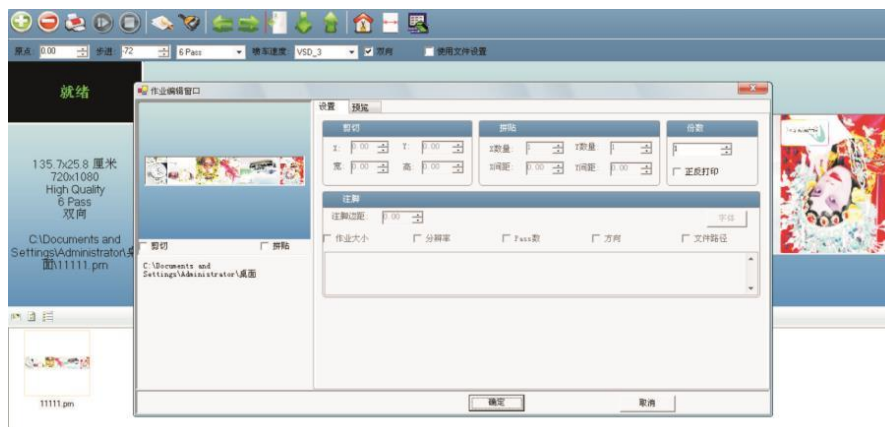 原点: 0.00 步进: -72 6 Pass 喷车速度: VSD_3 双向 使用文件设置
就绪
135.7x25.8 厘米
720x1080
High Quality
6 Pass
双向
C:\Documents and
Settings\Administrator\桌
面\11111.prn
11111.prn
作业编辑窗口
剪切 拼贴
C:\Documents and
Settings\Administrator\桌面
设置 预览
剪切 拼贴 份数
X: 0.00 Y: 0.00 X数量: 1 Y数量: 1 1
宽: 0.00 高: 0.00 X间距: 0.00 Y间距: 0.00 正反打印
注脚
注脚边距: 0.00 字体
作业大小 分辨率 Pass数 方向 文件路径
确定 取消